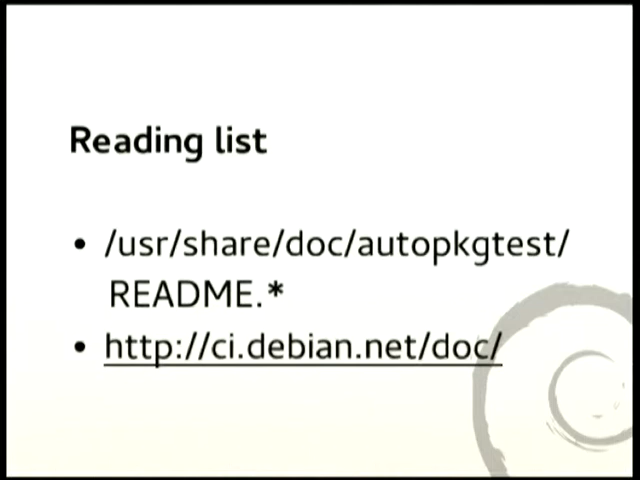 Reading list
• /usr/share/doc/autopkgtest/
README.*
• http://ci.debian.net/doc/